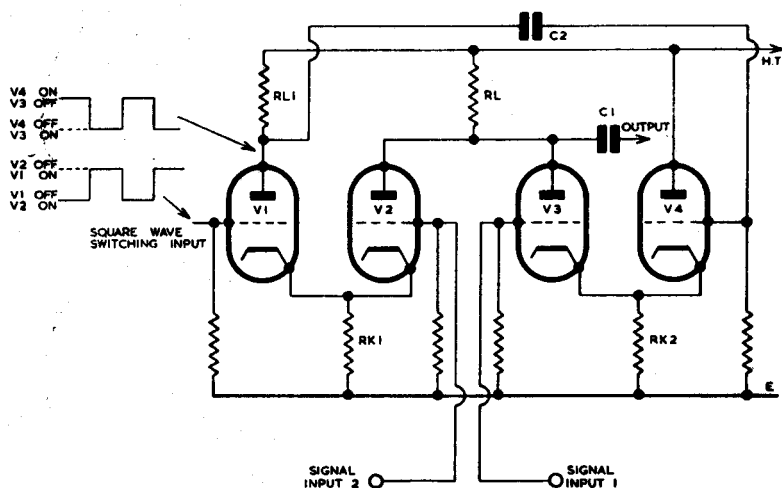 C2
H.T.
V4 ON
V3 OFF
V4 OFF
V3 ON
V2 OFF
V1 ON
V1 OFF
V2 ON
SQUARE WAVE
SWITCHING INPUT
RL1
RL
C1
OUTPUT
V1
V2
V3
V4
RK1
RK2
E
SIGNAL
INPUT 2
SIGNAL
INPUT 1